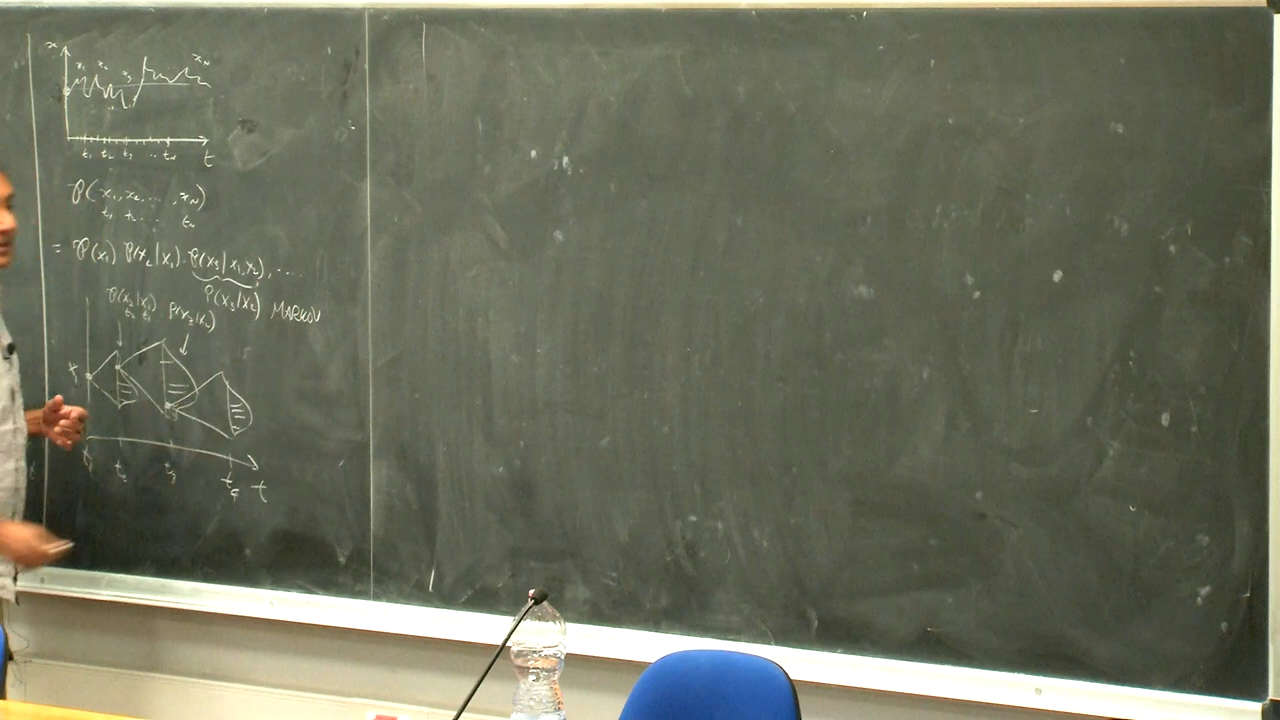 x
x₁ x₂ x₃ x_N
t₁ t₂ t₃ ... t_N t
P(x₁, x₂, ..., x_N)
t₁ t₂ ... t_N
= P(x₁) P(x₂|x₁) · P(x₃|x₁,x₂), ....
P(x₃|x₂) MARKOV
P(x₂|x₁) P(x₃|x₂)
t₂ t₁
x
t₁ t₂ t₃ t₄ t